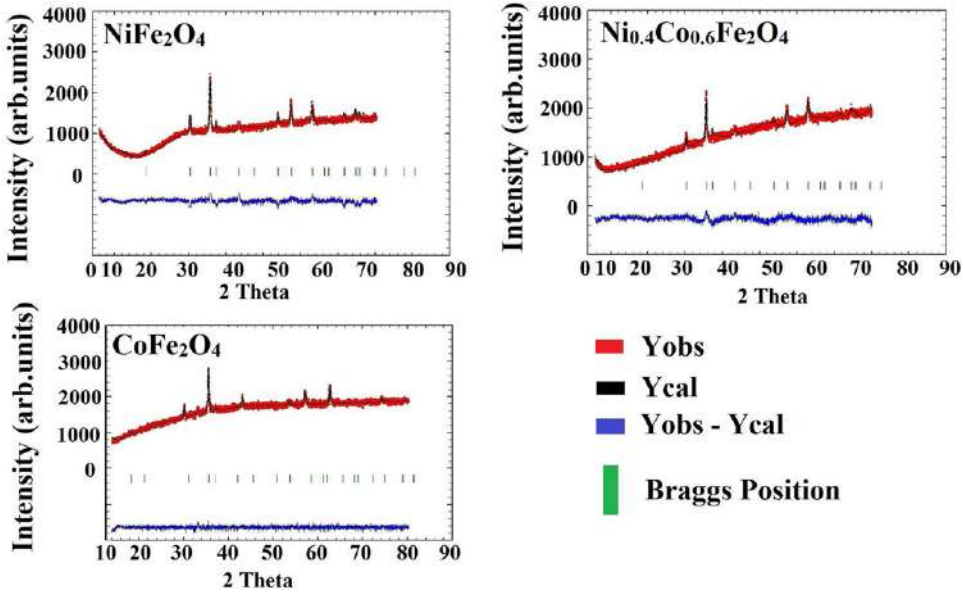 NiFe₂O₄
Intensity (arb.units)
4000
3000
2000
1000
0
0 10 20 30 40 50 60 70 90
2 Theta
Ni₀.₄Co₀.₆Fe₂O₄
Intensity (arb.units)
4000
3000
2000
1000
0
0 10 20 30 40 50 60 70 80 90
2 Theta
CoFe₂O₄
Intensity (arb.units)
4000
3000
2000
1000
0
10 20 30 40 50 60 70 80 90
2 Theta
Yobs
Ycal
Yobs - Ycal
Braggs Position